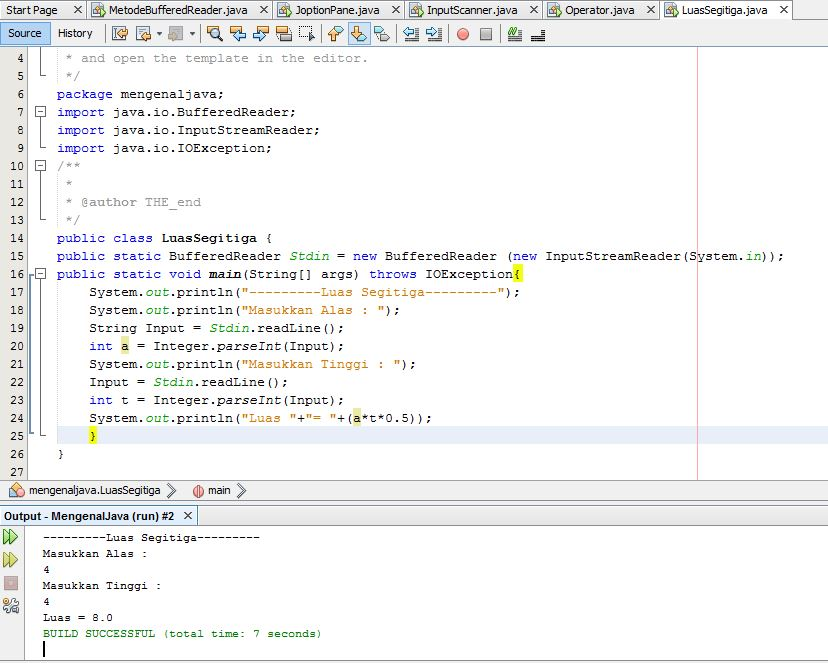 Start Page MetodeBufferedReader.java JoptionPane.java InputScanner.java Operator.java LuasSegitiga.java
Source History
4 * and open the template in the editor.
5 */
6 package mengenaljava;
7 import java.io.BufferedReader;
8 import java.io.InputStreamReader;
9 import java.io.IOException;
10 /**
11 *
12 * @author THE_end
13 */
14 public class LuasSegitiga {
15 public static BufferedReader Stdin = new BufferedReader (new InputStreamReader(System.in));
16 public static void main(String[] args) throws IOException{
17 System.out.println("---------Luas Segitiga---------");
18 System.out.println("Masukkan Alas : ");
19 String Input = Stdin.readLine();
20 int a = Integer.parseInt(Input);
21 System.out.println("Masukkan Tinggi : ");
22 Input = Stdin.readLine();
23 int t = Integer.parseInt(Input);
24 System.out.println("Luas "+"= "+(a*t*0.5));
25 }
26 }
27
mengenaljava.LuasSegitiga main
Output - MengenalJava (run) #2
---------Luas Segitiga---------
Masukkan Alas :
4
Masukkan Tinggi :
4
Luas = 8.0
BUILD SUCCESSFUL (total time: 7 seconds)